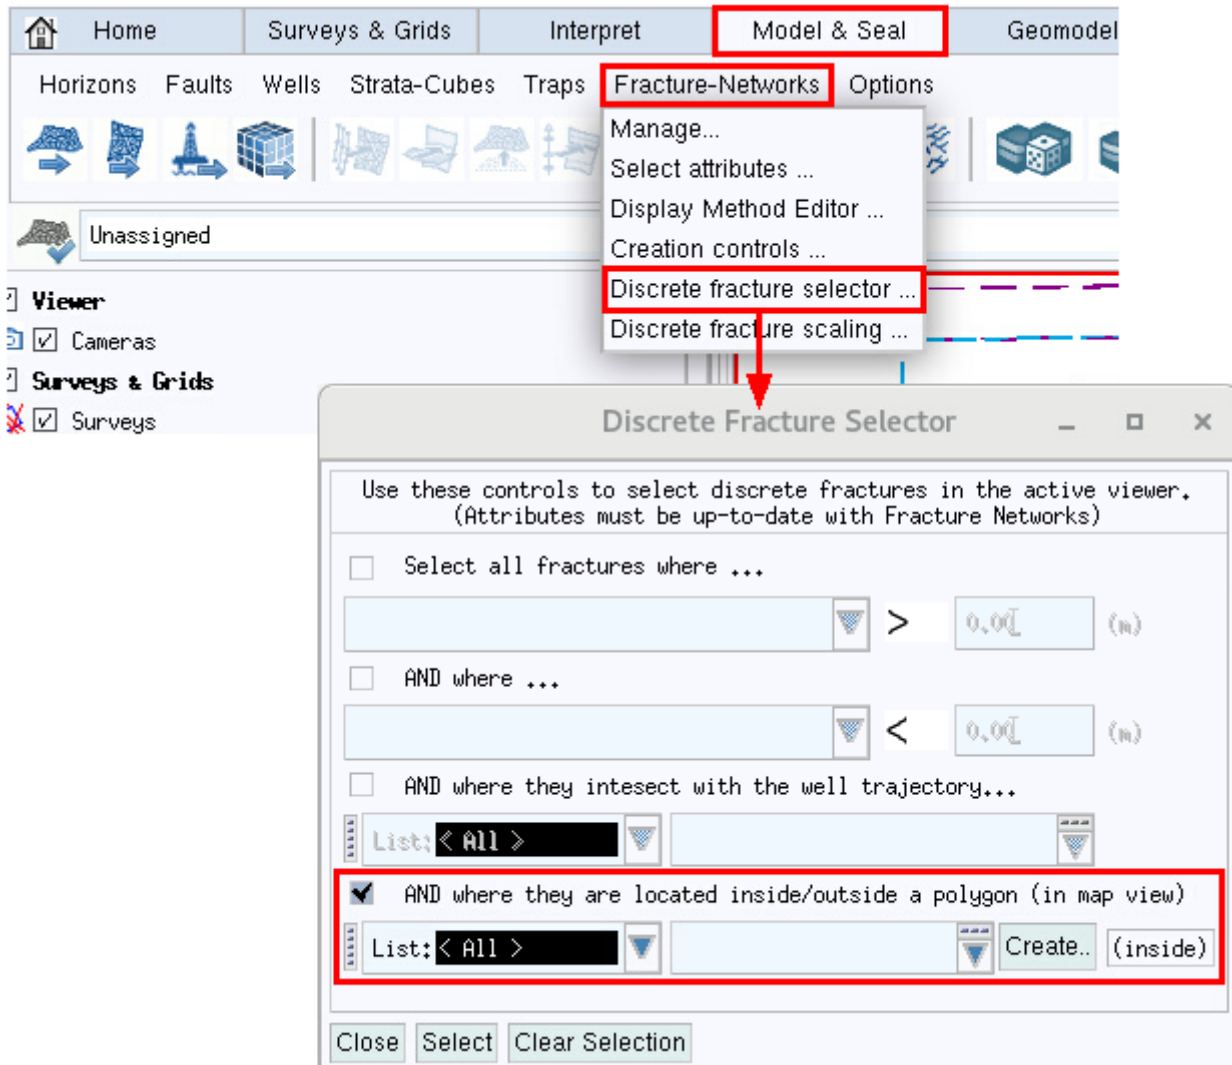 Home Surveys & Grids Interpret Model & Seal Geomodel
Horizons Faults Wells Strata-Cubes Traps Fracture-Networks Options
Manage...
Select attributes ...
Display Method Editor ...
Unassigned
Creation controls ...
Discrete fracture selector ...
Viewer
Discrete fracture scaling ...
Cameras
Surveys & Grids
Surveys
Discrete Fracture Selector
Use these controls to select discrete fractures in the active viewer.
(Attributes must be up-to-date with Fracture Networks)
Select all fractures where ...
> 0.00 (m)
AND where ...
< 0.00 (m)
AND where they intesect with the well trajectory...
List: < All >
AND where they are located inside/outside a polygon (in map view)
List: < All > Create.. (inside)
Close Select Clear Selection